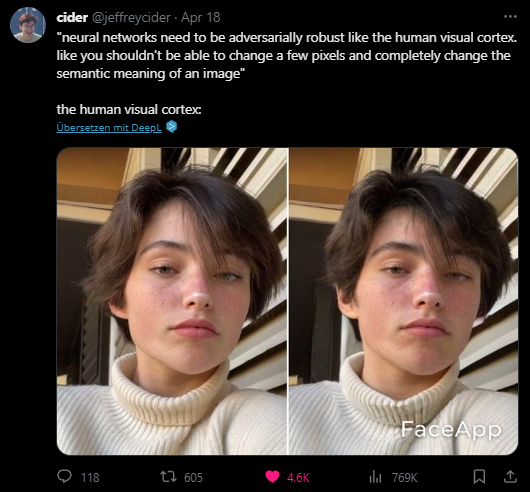 cider @jeffreycider · Apr 18
"neural networks need to be adversarially robust like the human visual cortex.
like you shouldn't be able to change a few pixels and completely change the
semantic meaning of an image"
the human visual cortex:
Übersetzen mit DeepL
FaceApp
118 605 4.6K 769K